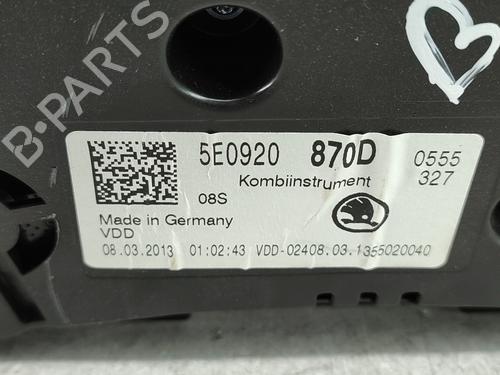 B-PARTS
5E0920 870D 0555
Kombiinstrument 327
08S
Made in Germany
VDD
08.03.2013 01:02:43 VDD-02408.03.1355020040